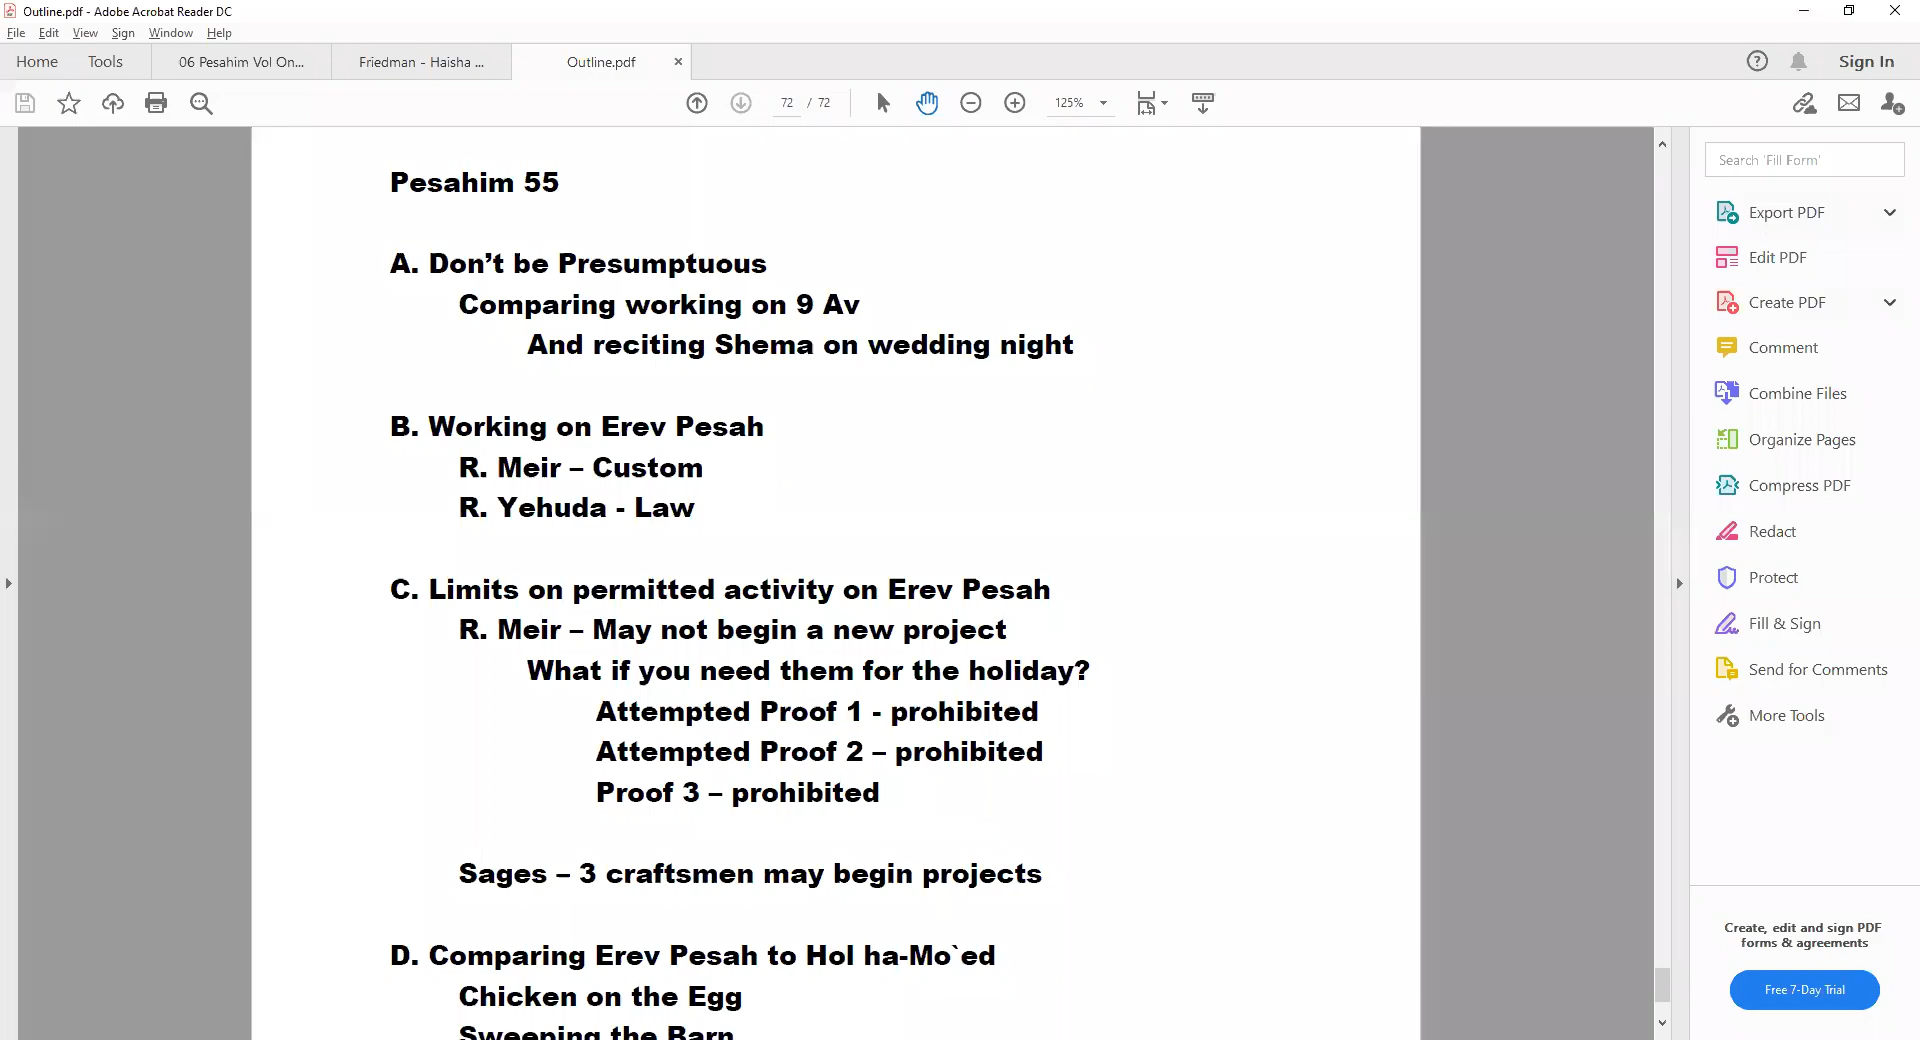 Outline.pdf - Adobe Acrobat Reader DC
File Edit View Sign Window Help
Home Tools 06 Pesahim Vol On... Friedman - Haisha ... Outline.pdf Sign In
72 / 72 125%
Pesahim 55
A. Don’t be Presumptuous
Comparing working on 9 Av
And reciting Shema on wedding night
B. Working on Erev Pesah
R. Meir – Custom
R. Yehuda - Law
C. Limits on permitted activity on Erev Pesah
R. Meir – May not begin a new project
What if you need them for the holiday?
Attempted Proof 1 - prohibited
Attempted Proof 2 – prohibited
Proof 3 – prohibited
Sages – 3 craftsmen may begin projects
D. Comparing Erev Pesah to Hol ha-Mo`ed
Chicken on the Egg
Sweeping the Barn
Search 'Fill Form'
Export PDF
Edit PDF
Create PDF
Comment
Combine Files
Organize Pages
Compress PDF
Redact
Protect
Fill & Sign
Send for Comments
More Tools
Create, edit and sign PDF
forms & agreements
Free 7-Day Trial